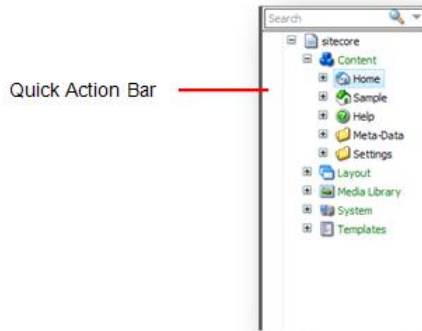 Search
sitecore
Content
Home
Quick Action Bar
Sample
Help
Meta-Data
Settings
Layout
Media Library
System
Templates